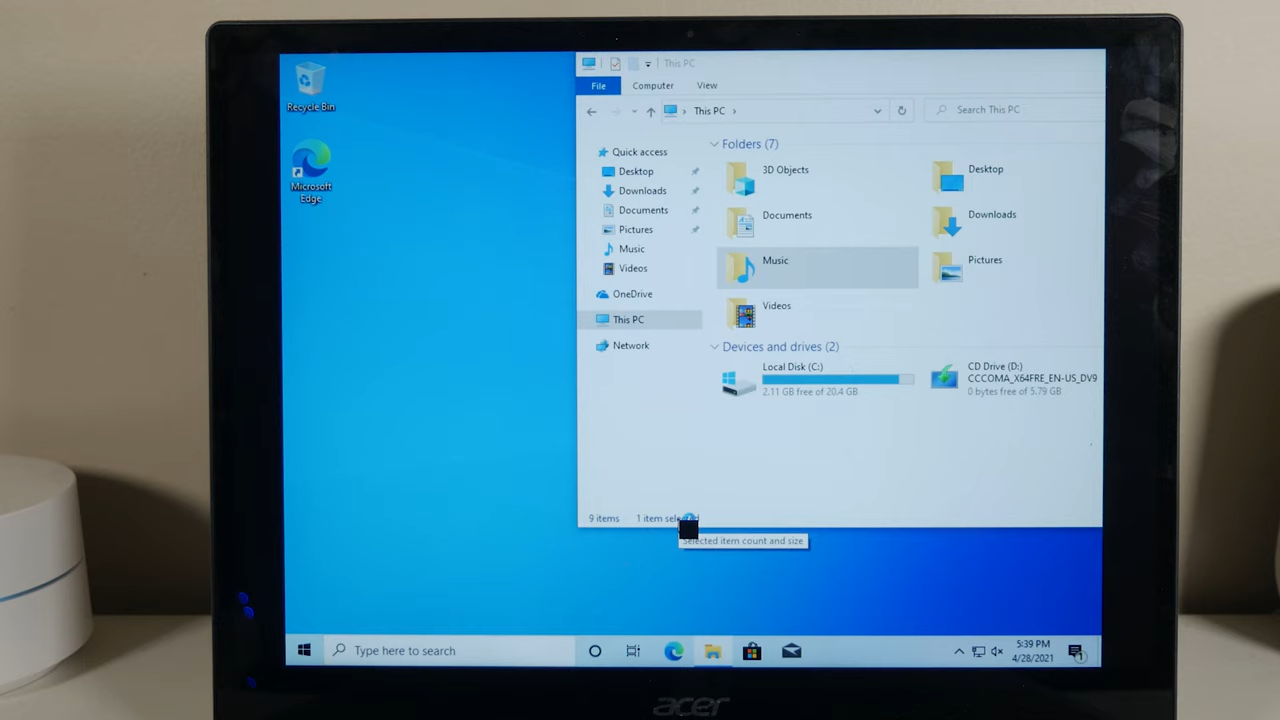 Recycle Bin
Microsoft
Edge
This PC
File
Computer
View
This PC
Search This PC
Quick access
Desktop
Downloads
Documents
Pictures
Music
Videos
OneDrive
This PC
Network
Folders (7)
3D Objects
Desktop
Documents
Downloads
Music
Pictures
Videos
Devices and drives (2)
Local Disk (C:)
2.11 GB free of 20.4 GB
CD Drive (D:)
CCCOMA_X64FRE_EN-US_DV9
0 bytes free of 5.79 GB
9 items
1 item selected
Selected item count and size
Type here to search
5:39 PM
4/28/2021
1
acer